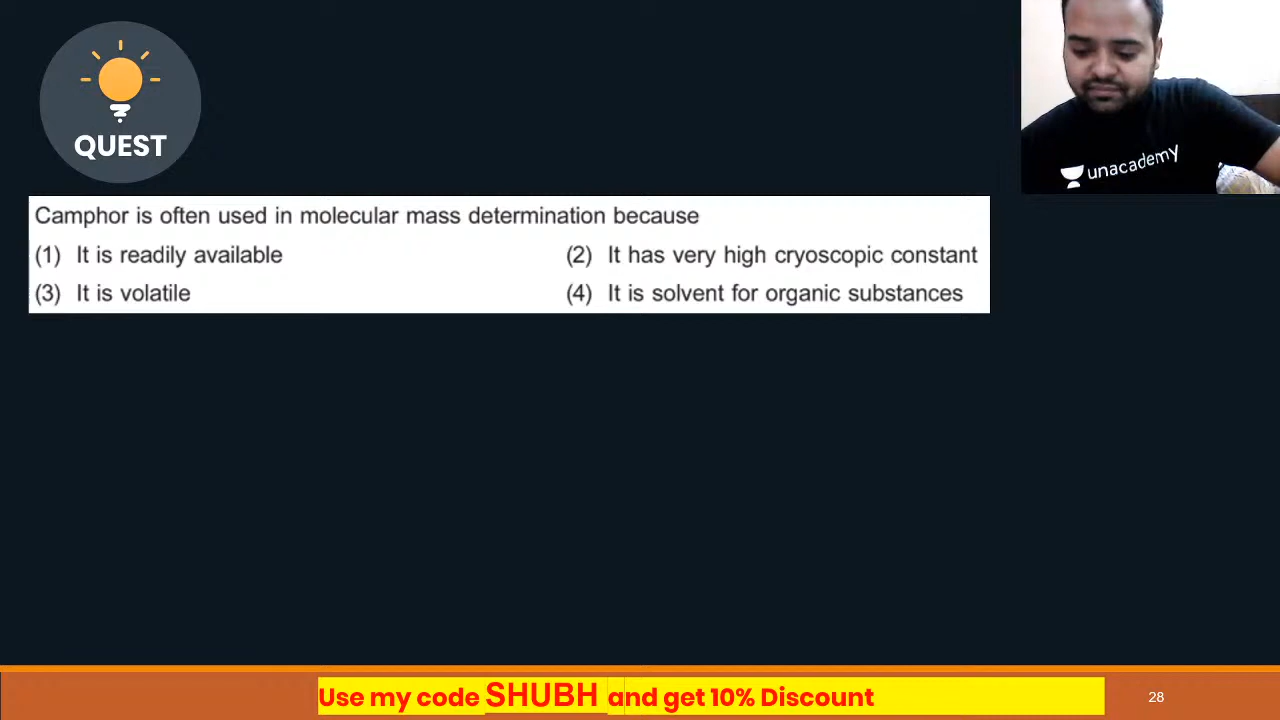 QUEST
unacademy
Camphor is often used in molecular mass determination because
(1) It is readily available (2) It has very high cryoscopic constant
(3) It is volatile (4) It is solvent for organic substances
Use my code SHUBH and get 10% Discount
28